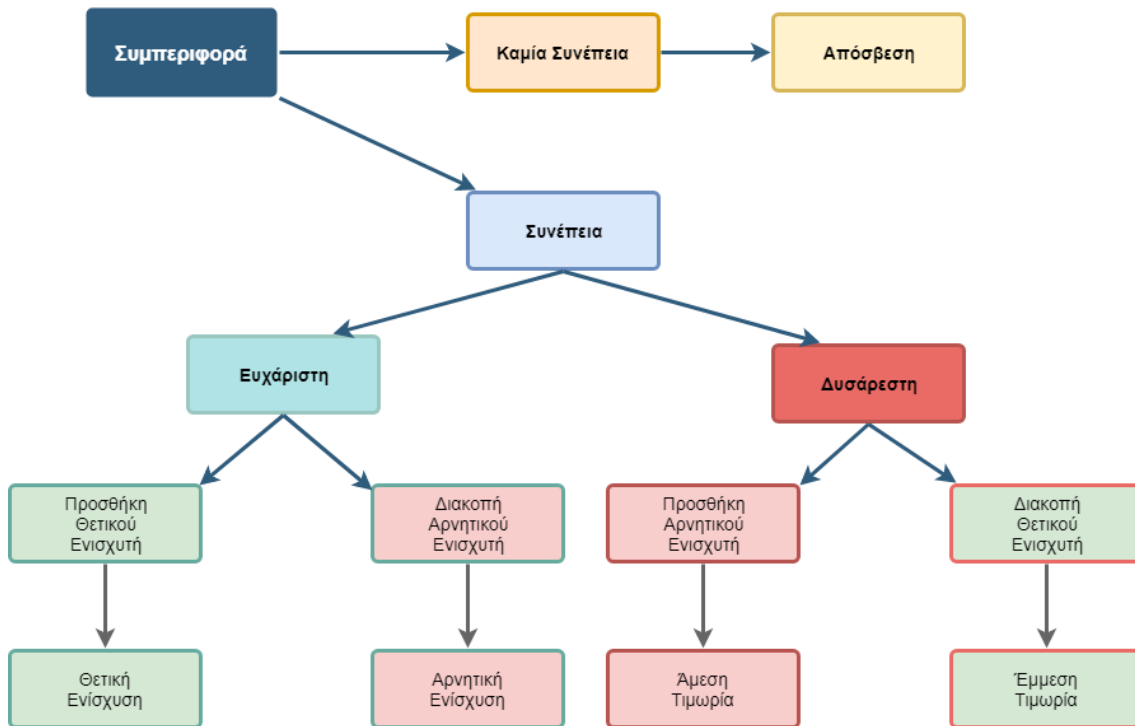 Συμπεριφορά
Καμία Συνέπεια
Απόσβεση
Συνέπεια
Ευχάριστη
Δυσάρεστη
Προσθήκη
Θετικού
Ενισχυτή
Διακοπή
Αρνητικού
Ενισχυτή
Προσθήκη
Αρνητικού
Ενισχυτή
Διακοπή
Θετικού
Ενισχυτή
Θετική
Ενίσχυση
Αρνητική
Ενίσχυση
Άμεση
Τιμωρία
Έμμεση
Τιμωρία